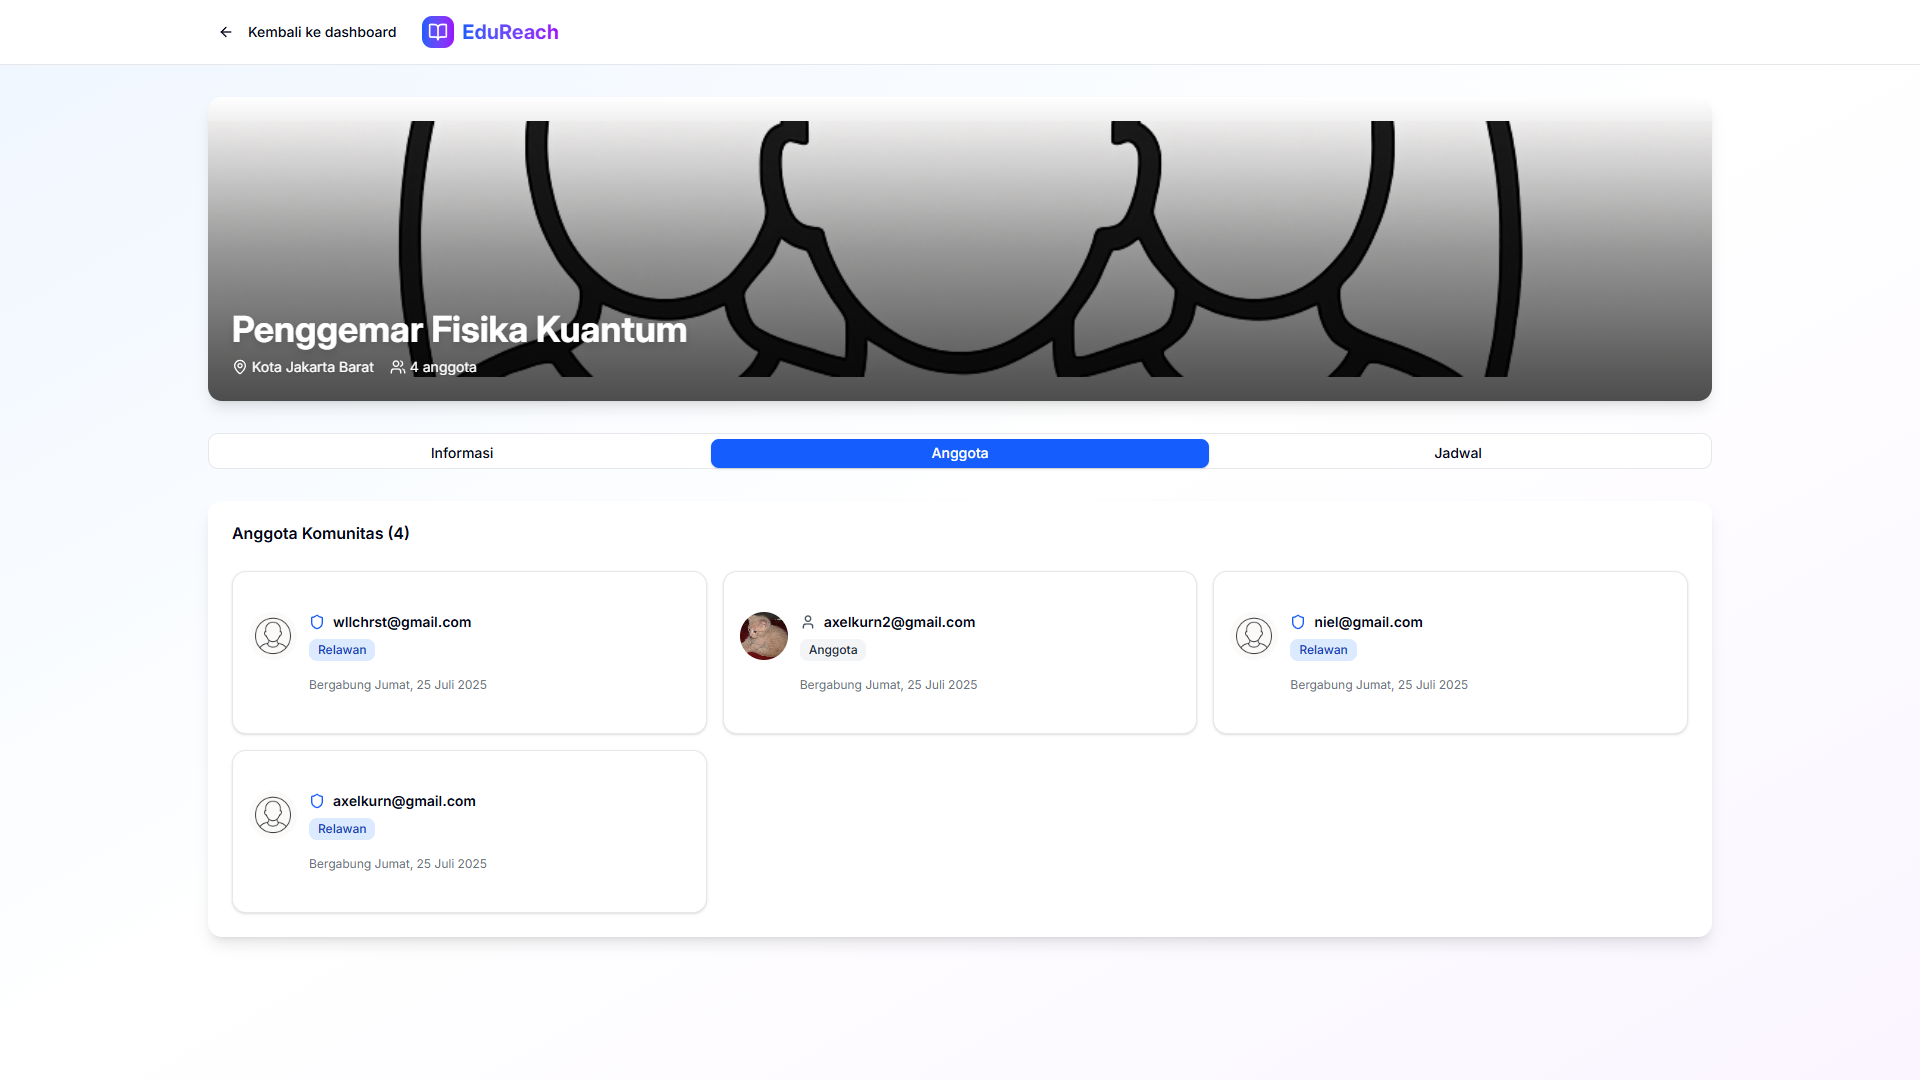 Kembali ke dashboard
EduReach
Penggemar Fisika Kuantum
Kota Jakarta Barat 4 anggota
Informasi
Anggota
Jadwal
Anggota Komunitas (4)
wllchrst@gmail.com
Relawan
Bergabung Jumat, 25 Juli 2025
axelkurn2@gmail.com
Anggota
Bergabung Jumat, 25 Juli 2025
niel@gmail.com
Relawan
Bergabung Jumat, 25 Juli 2025
axelkurn@gmail.com
Relawan
Bergabung Jumat, 25 Juli 2025